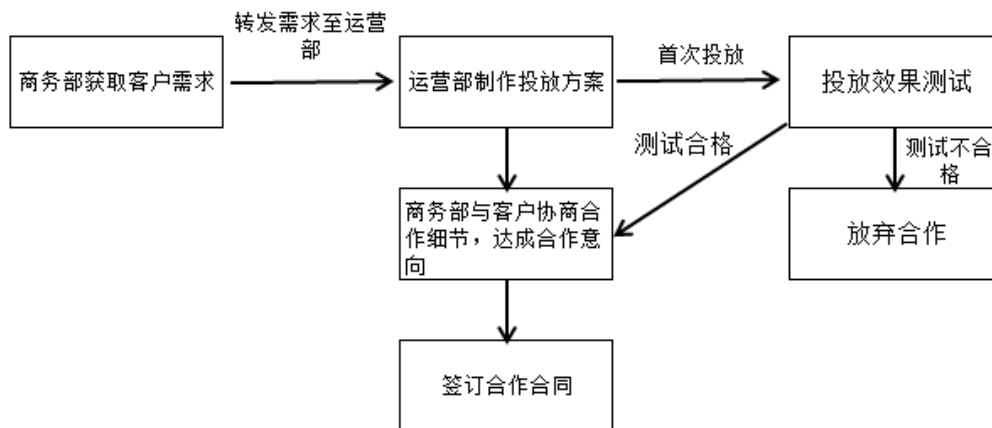 转发需求至运营
部
商务部获取客户需求
运营部制作投放方案
首次投放
投放效果测试
测试合格
测试不合
格
商务部与客户协商合
作细节，达成合作意
向
放弃合作
签订合作合同